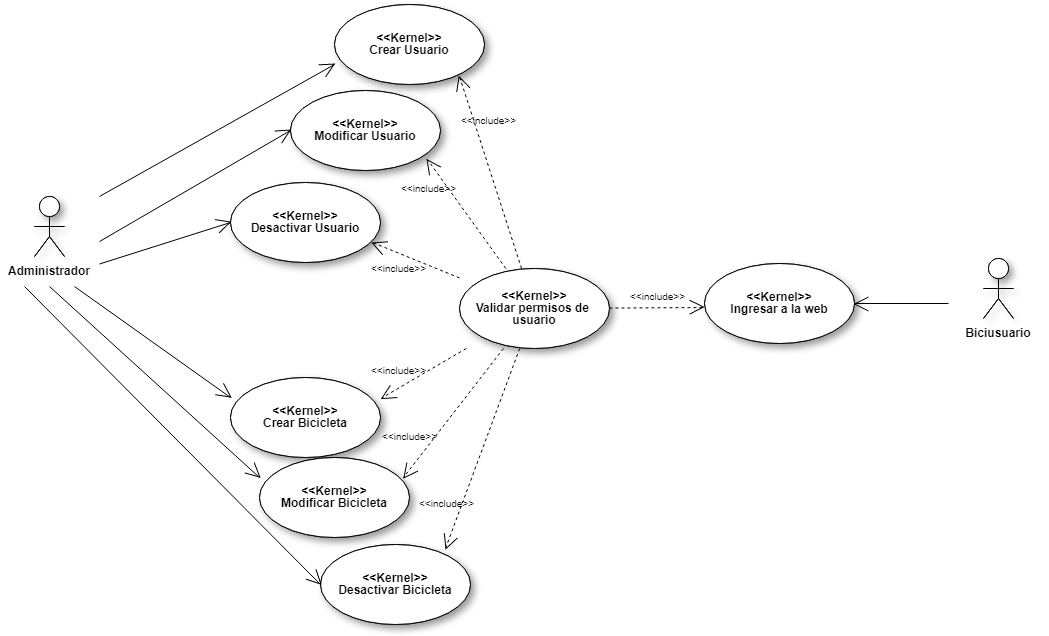 <<Kernel>>
Crear Usuario
<<include>>
<<Kernel>>
Modificar Usuario
<<include>>
<<Kernel>>
Desactivar Usuario
<<include>>
Administrador
<<Kernel>>
Validar permisos de
usuario
<<include>>
<<Kernel>>
Ingresar a la web
Biciusuario
<<include>>
<<Kernel>>
Crear Bicicleta
<<include>>
<<Kernel>>
Modificar Bicicleta
<<include>>
<<Kernel>>
Desactivar Bicicleta